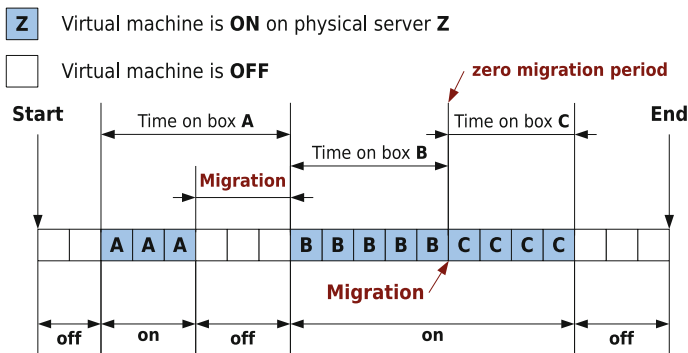 Z Virtual machine is ON on physical server Z
Virtual machine is OFF
zero migration period
Start
End
Time on box A
Time on box C
Time on box B
Migration
A A A B B B B B C C C C
Migration
off on off on off